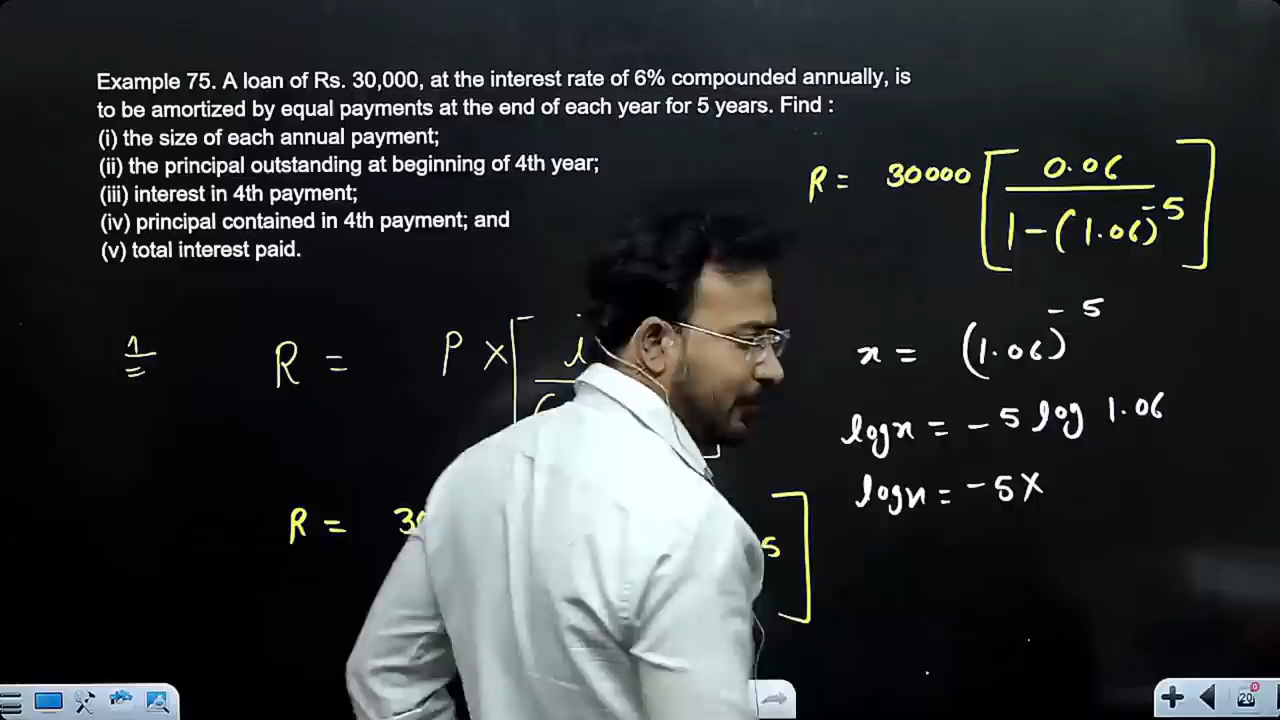 Example 75. A loan of Rs. 30,000, at the interest rate of 6% compounded annually, is
to be amortized by equal payments at the end of each year for 5 years. Find :
(i) the size of each annual payment;
(ii) the principal outstanding at beginning of 4th year;
(iii) interest in 4th payment;
(iv) principal contained in 4th payment; and
(v) total interest paid.
R = 30000 [ 0.06 / 1-(1.06)^-5 ]
1 R = P × [ i
x = (1.06)^-5
log x = -5 log 1.06
log x = -5 ×
R = 30 5 ]
20